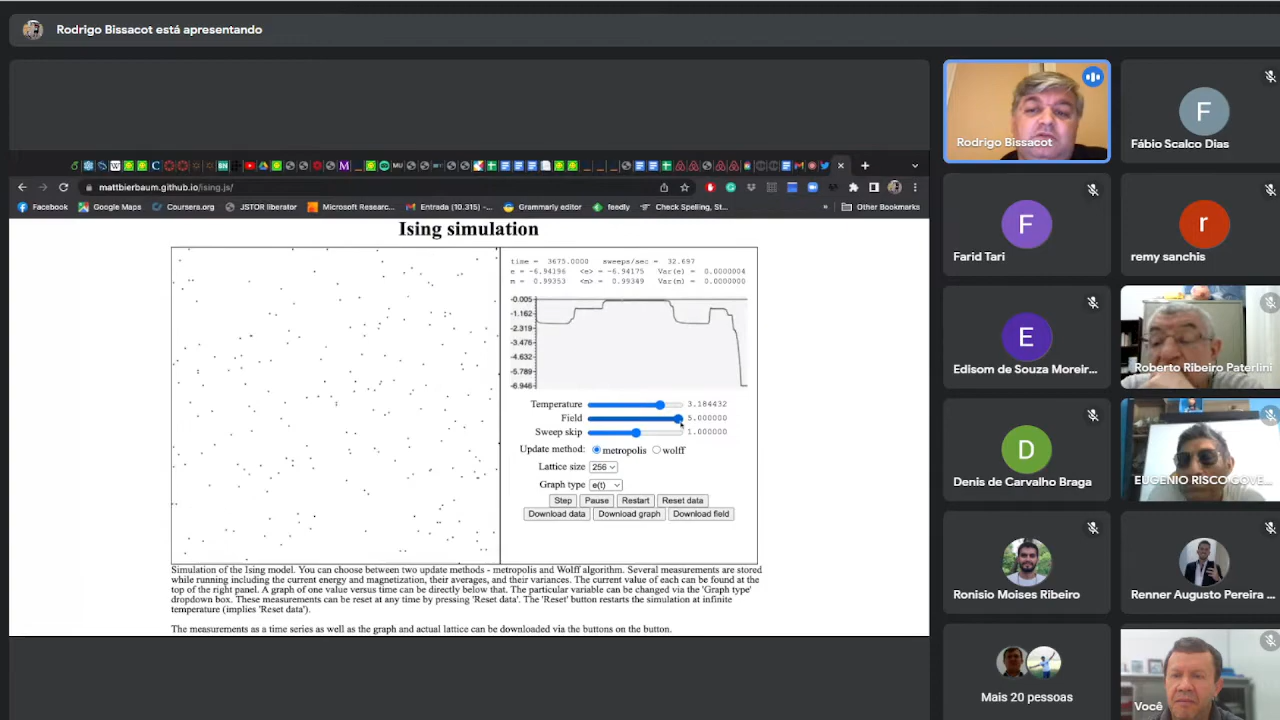 Rodrigo Bissacot está apresentando
mattbierbaum.github.io/ising.js/
Facebook
Google Maps
Coursera.org
JSTOR liberator
Microsoft Researc...
Entrada (10.315) -...
Grammarly editor
feedly
Check Spelling, St...
»
Other Bookmarks
Ising simulation
time = 3675.0000 sweeps/sec = 32.697
e = -6.94196 <e> = -6.94175 Var(e) = 0.0000004
m = 0.99353 <m> = 0.99349 Var(m) = 0.0000000
-0.005
-1.162
-2.319
-3.476
-4.632
-5.789
-6.946
Temperature 3.184432
Field 5.000000
Sweep skip 1.000000
Update method: metropolis wolff
Lattice size 256
Graph type e(t)
Step Pause Restart Reset data
Download data Download graph Download field
Simulation of the Ising model. You can choose between two update methods - metropolis and Wolff algorithm. Several measurements are stored
while running including the current energy and magnetization, their averages, and their variances. The current value of each can be found at the
top of the right panel. A graph of one value versus time can be directly below that. The particular variable can be changed via the 'Graph type'
dropdown box. These measurements can be reset at any time by pressing 'Reset data'. The 'Reset' button restarts the simulation at infinite
temperature (implies 'Reset data').
The measurements as a time series as well as the graph and actual lattice can be downloaded via the buttons on the button.
Rodrigo Bissacot
F
Fábio Scalco Dias
F
Farid Tari
r
remy sanchis
E
Edisom de Souza Moreir...
Roberto Ribeiro Paterlini
D
Denis de Carvalho Braga
EUGENIO RISCO GOVE...
Ronisio Moises Ribeiro
Renner Augusto Pereira ...
Mais 20 pessoas
Você